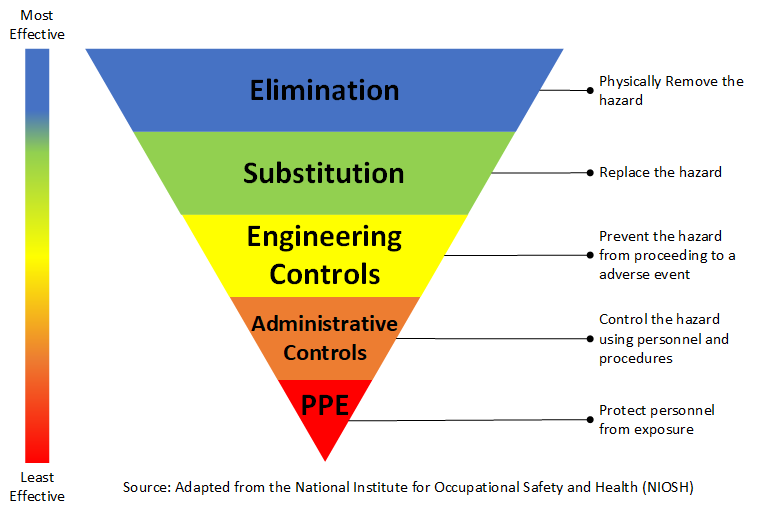 Most
Effective
Elimination
Physically Remove the
hazard
Substitution
Replace the hazard
Engineering
Controls
Prevent the hazard
from proceeding to a
adverse event
Administrative
Controls
Control the hazard
using personnel and
procedures
PPE
Protect personnel
from exposure
Least
Effective
Source: Adapted from the National Institute for Occupational Safety and Health (NIOSH)